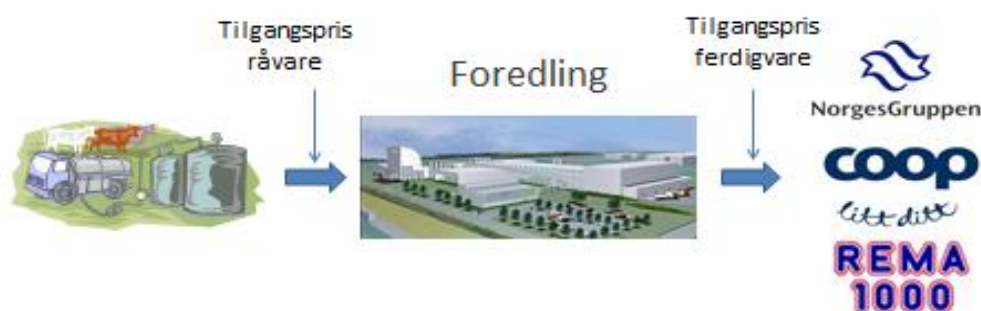 Tilgangspris
råvare
Foredling
Tilgangspris
ferdigvare
NorgesGruppen
coop
litt ditt
REMA
1000